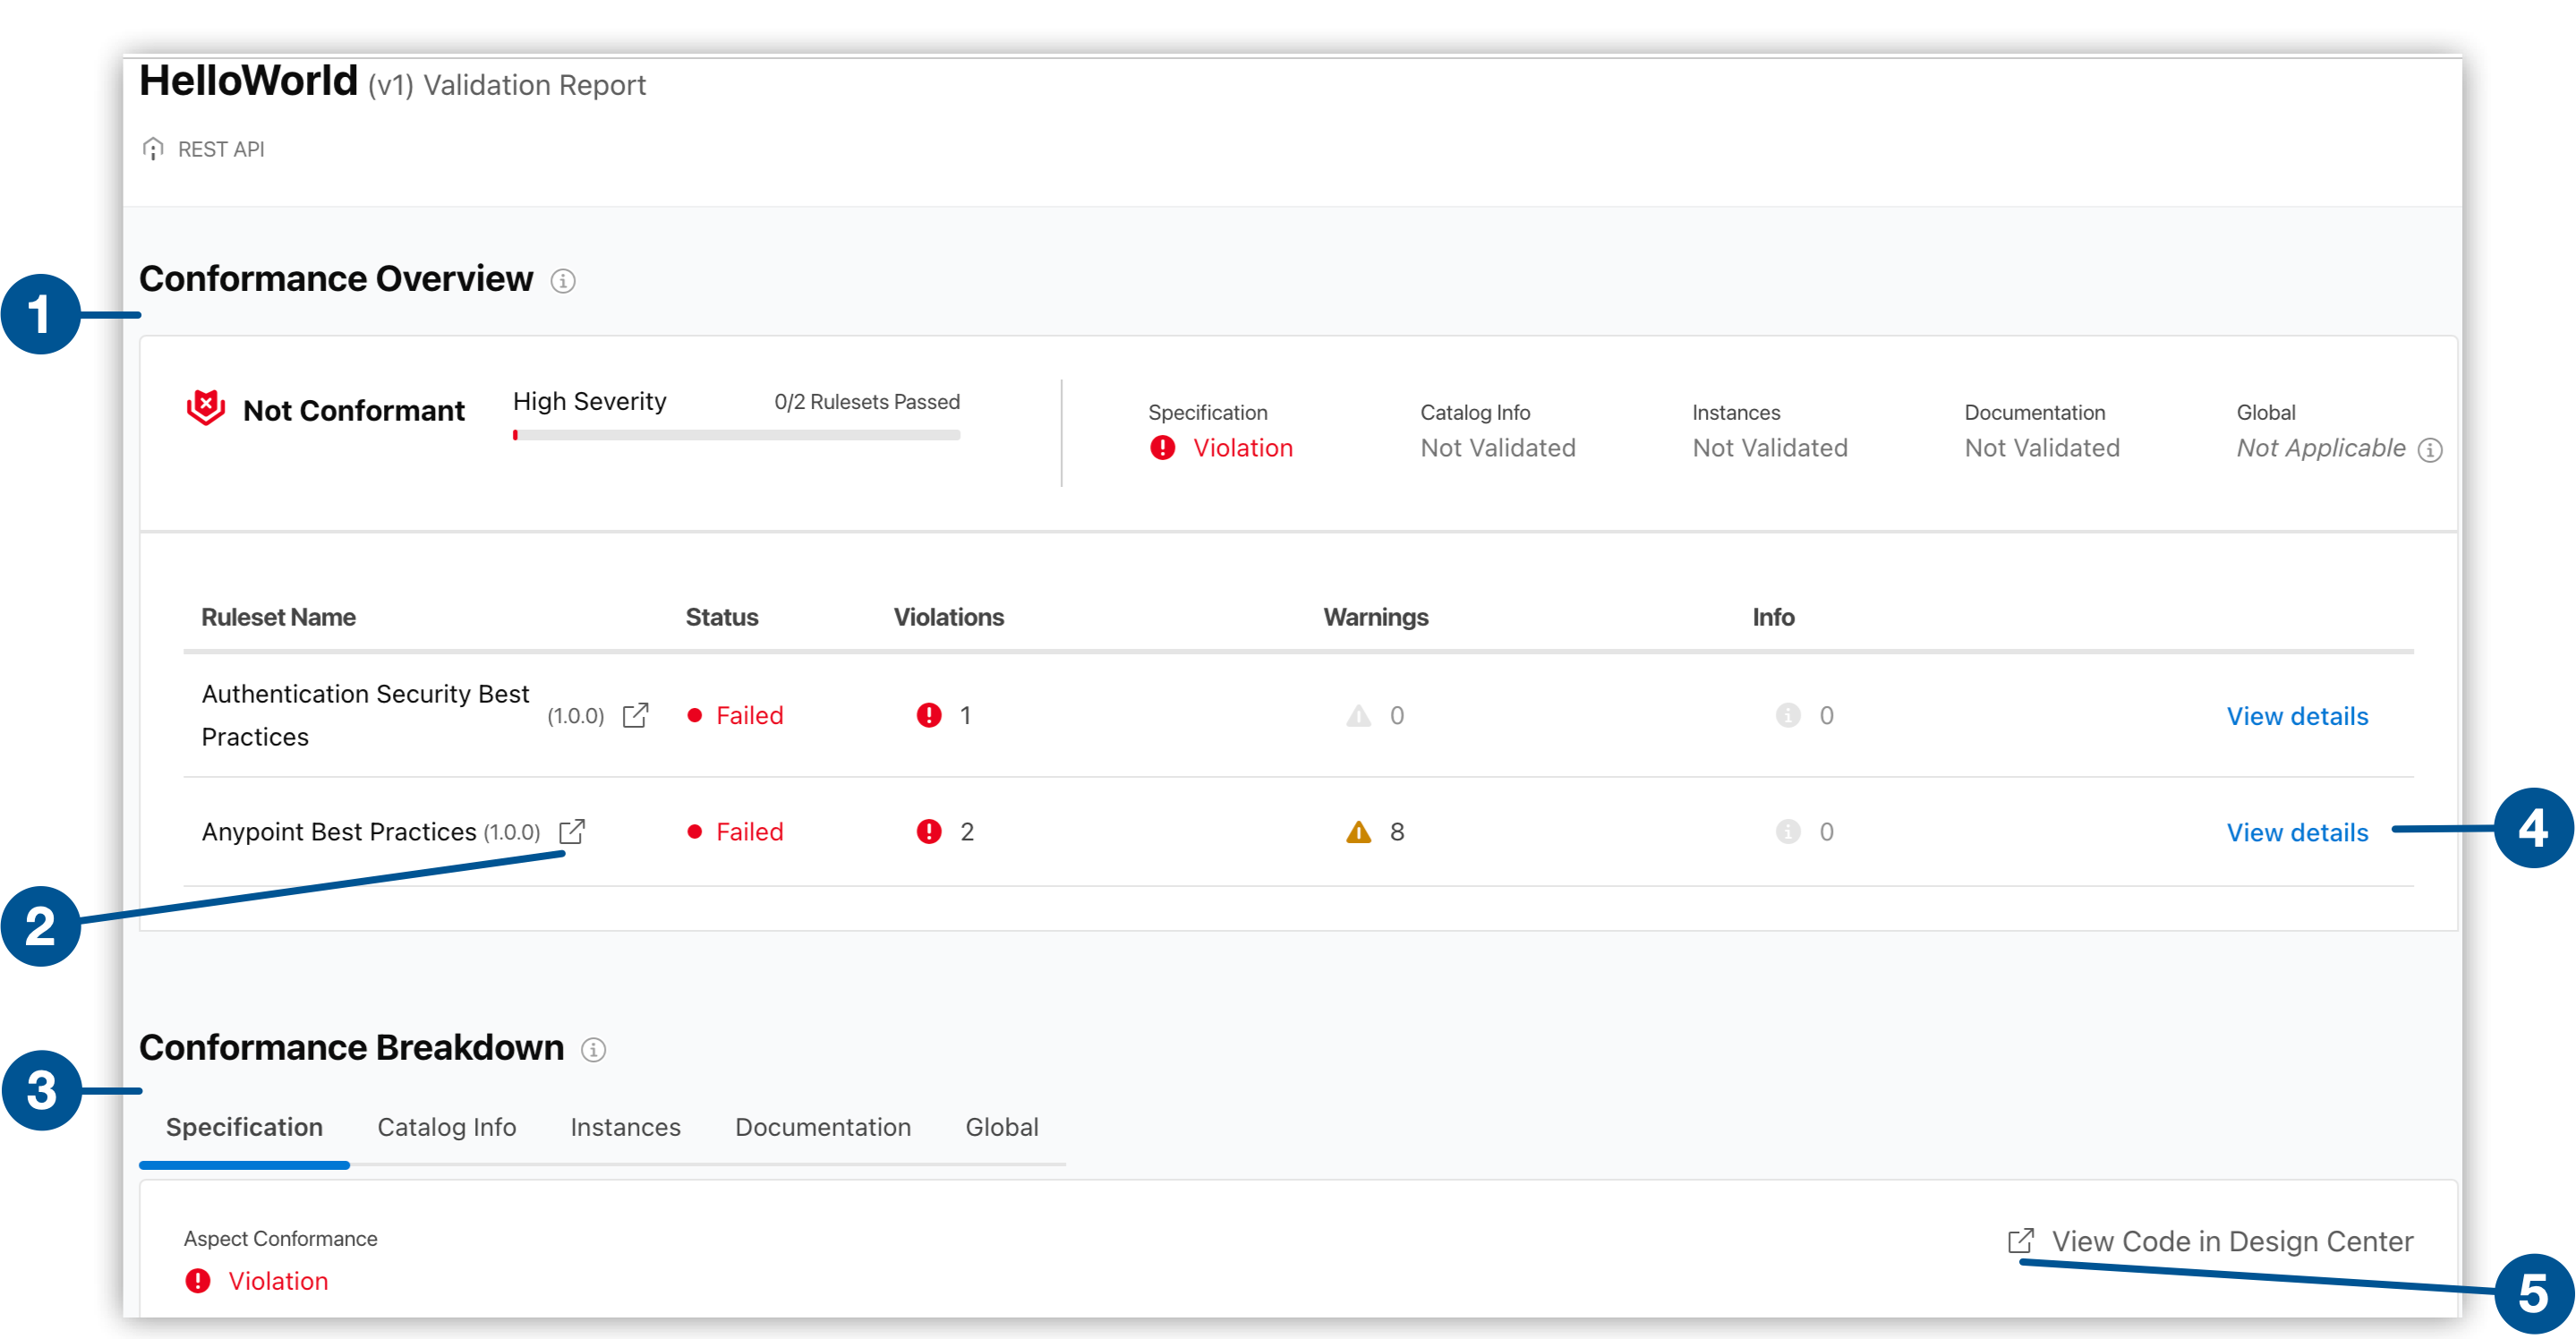 HelloWorld (v1) Validation Report
REST API
Conformance Overview
1
Not Conformant
High Severity 0/2 Rulesets Passed
Specification
Violation
Catalog Info
Not Validated
Instances
Not Validated
Documentation
Not Validated
Global
Not Applicable
Ruleset Name Status Violations Warnings Info
Authentication Security Best
Practices
(1.0.0) Failed 1 0 0 View details
Anypoint Best Practices (1.0.0) Failed 2 8 0 View details
4
2
Conformance Breakdown
3
Specification Catalog Info Instances Documentation Global
Aspect Conformance
Violation
View Code in Design Center
5